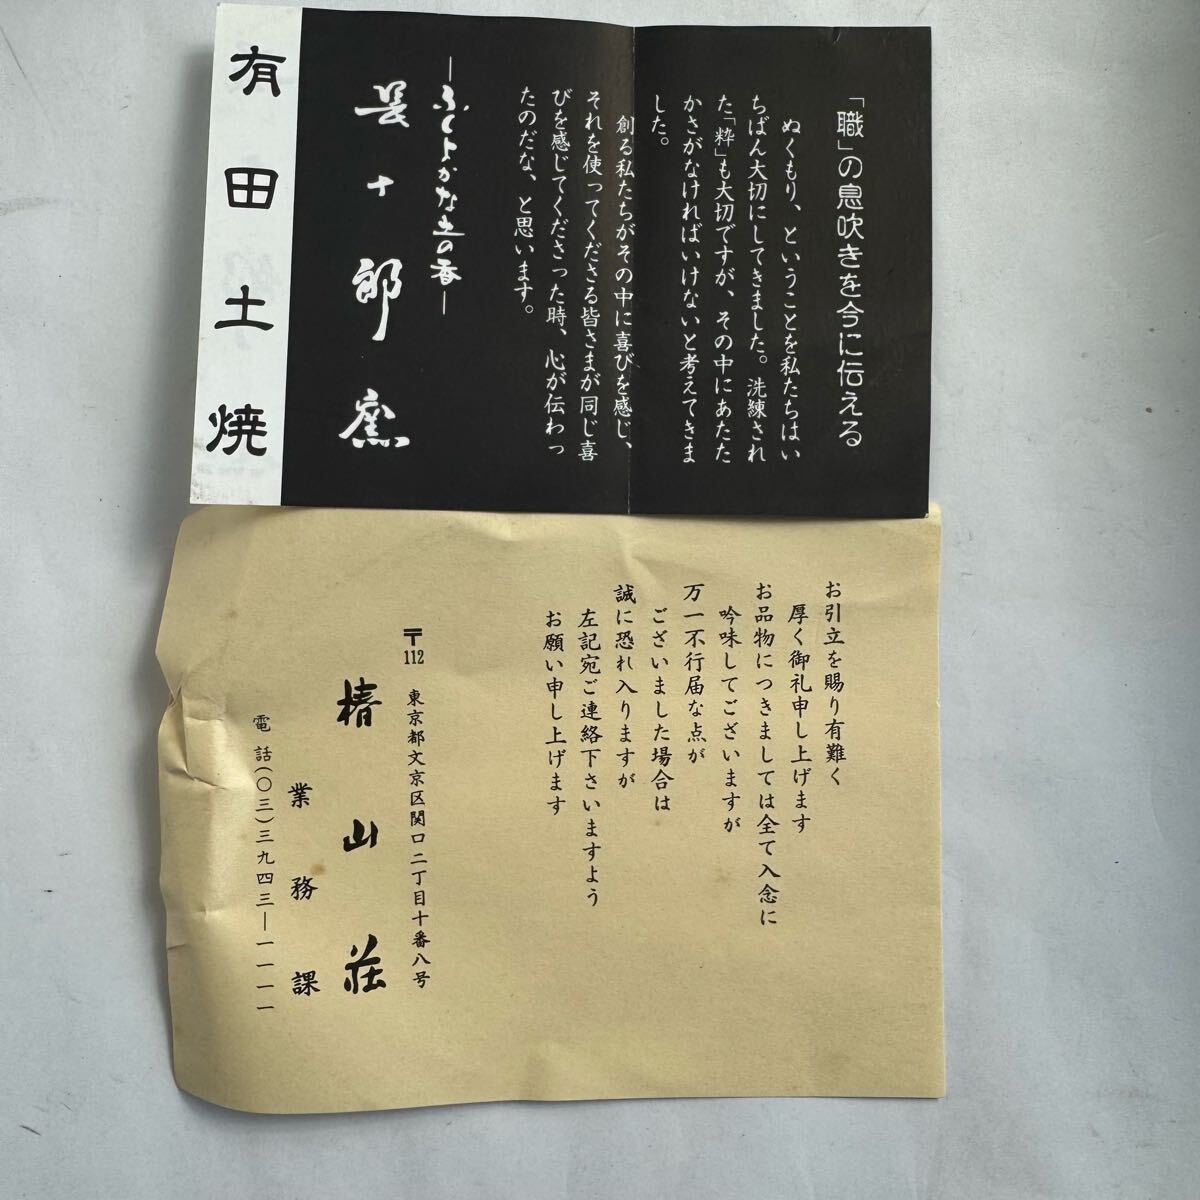 「職」の息吹きを今に伝える
ぬくもり、ということを私たちはい
ちばん大切にしてきました。洗練され
た「粋」も大切ですが、その中にあたた
かさがなければいけないと考えてきま
した。
創る私たちがその中に喜びを感じ、
それを使ってくださる皆さまが同じ喜
びを感じてくださった時、心が伝わっ
たのだな、と思います。
―ふくよかな土の香―
長十郎窯
有田土焼
お引立を賜り有難く
厚く御礼申し上げます
お品物につきましては全て入念に
吟味してございますが
万一不行届な点が
ございました場合は
誠に恐れ入りますが
左記宛ご連絡下さいますよう
お願い申し上げます
〒112 東京都文京区関口二丁目十番八号
椿山荘
業務課
電話(〇三)三九四三―一一一一